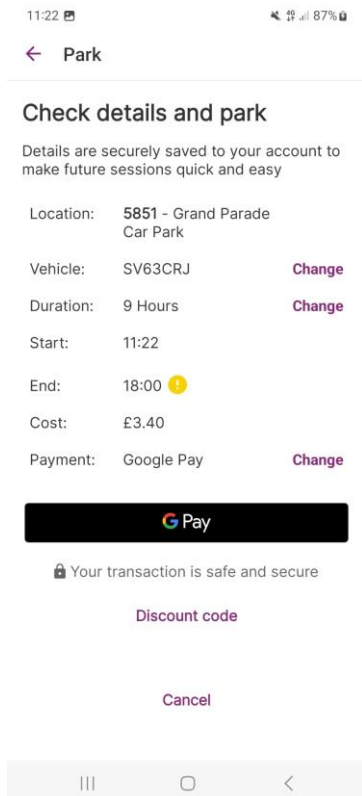 11:22 87%
Park
Check details and park
Details are securely saved to your account to
make future sessions quick and easy
Location: 5851 - Grand Parade
Car Park
Vehicle: SV63CRJ Change
Duration: 9 Hours Change
Start: 11:22
End: 18:00
Cost: £3.40
Payment: Google Pay Change
G Pay
Your transaction is safe and secure
Discount code
Cancel